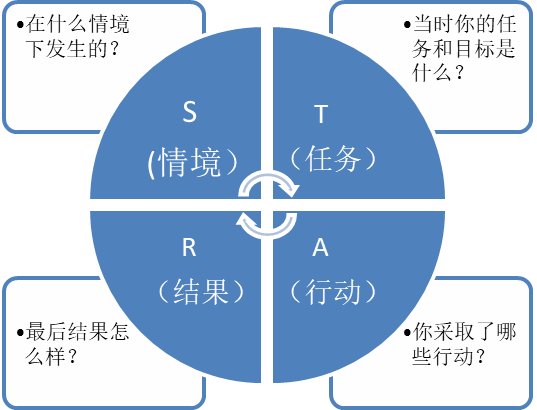 •在什么情境
下发生的？
•当时你的任
务和目标是
什么？
S
(情境）
T
（任务）
R
（结果）
A
（行动）
•最后结果怎
么样？
•你采取了哪
些行动？